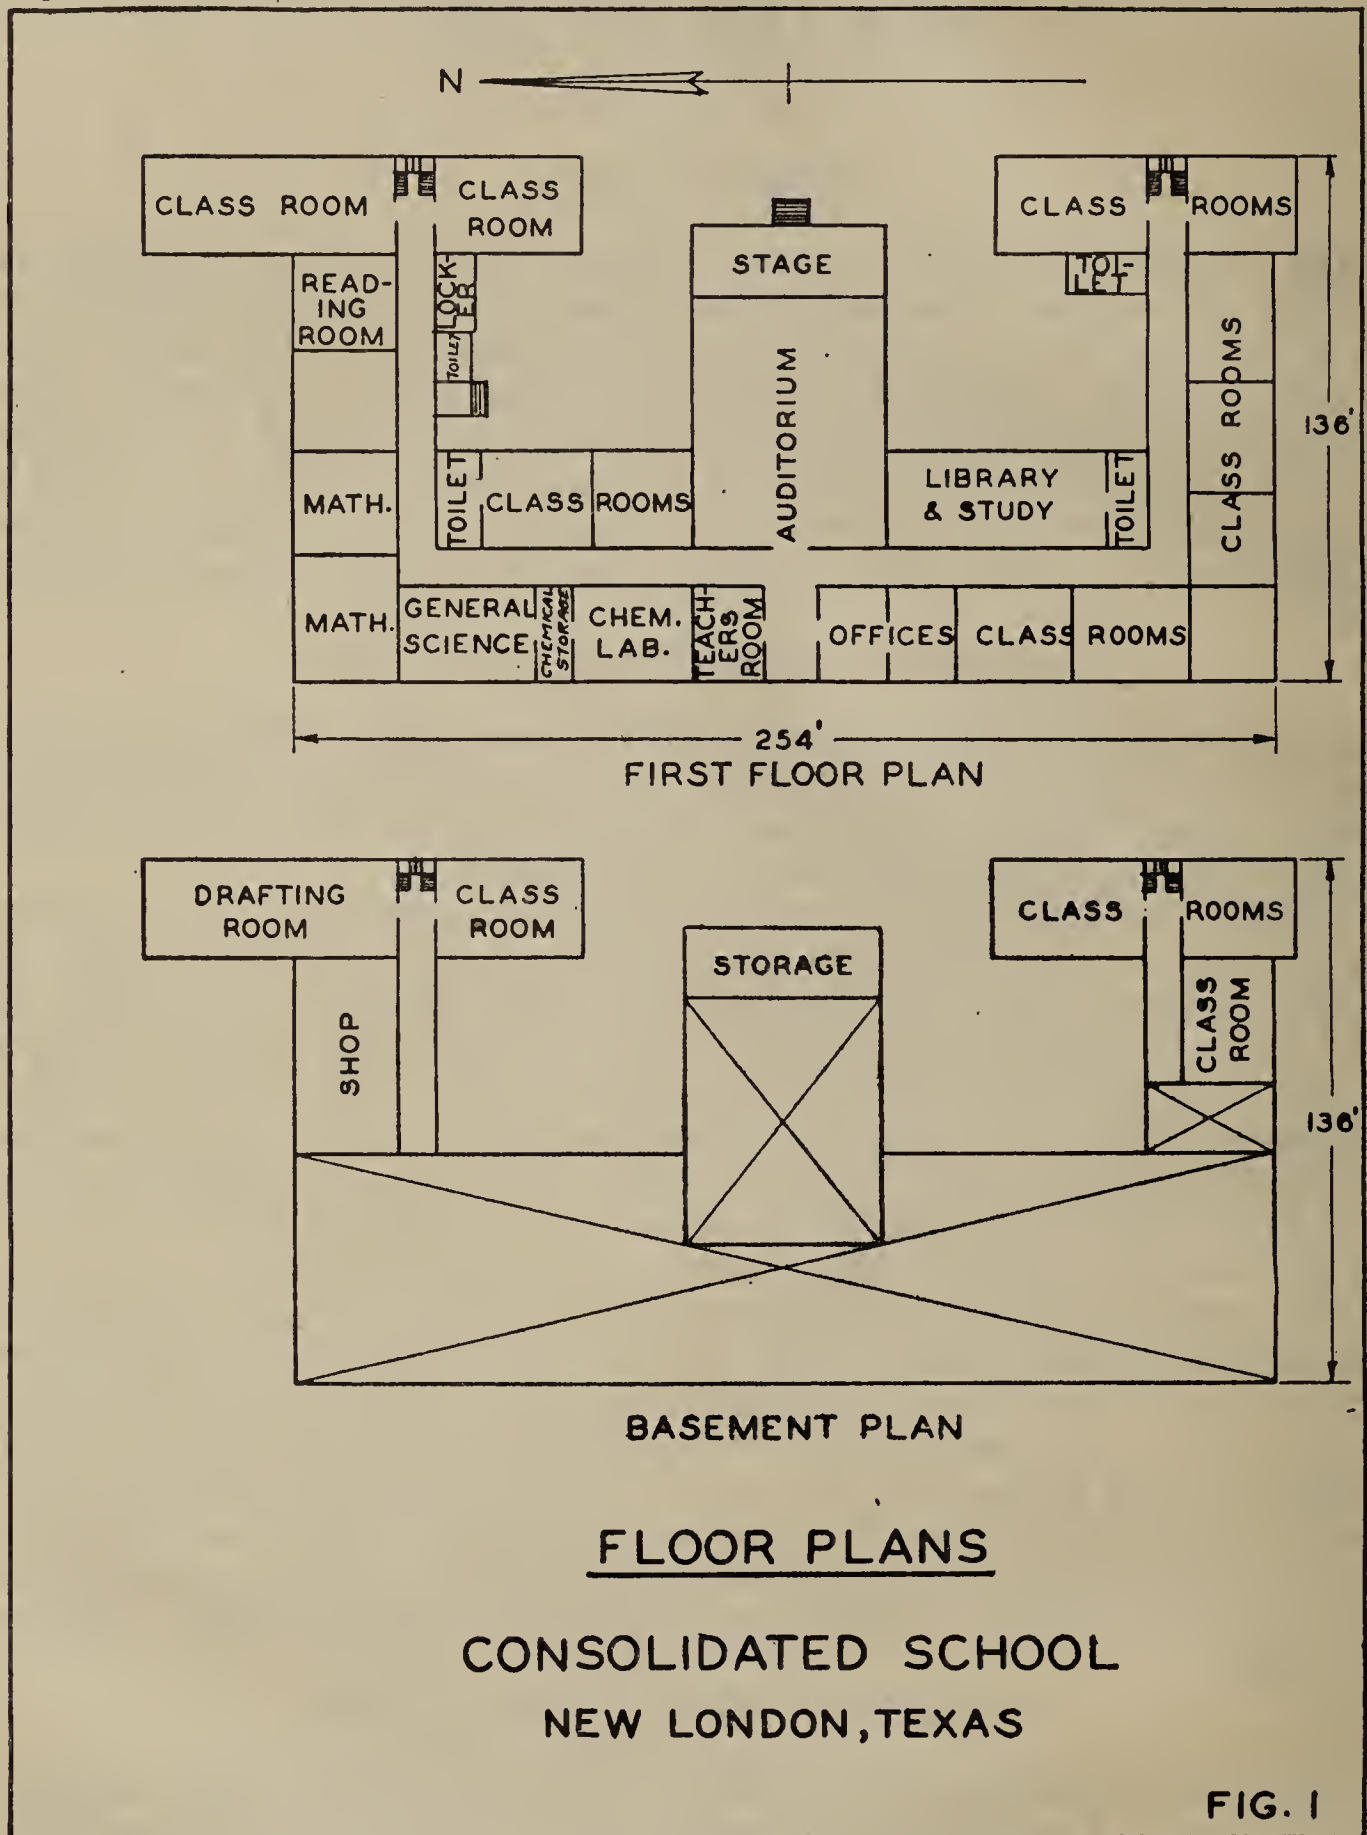 N
CLASS ROOM
CLASS
ROOM
CLASS ROOMS
STAGE
TOI-
LET
READ-
ING
ROOM
LOCK-
ER
TOILET
AUDITORIUM
CLASS ROOMS
136'
MATH.
TOILET
CLASS ROOMS
LIBRARY
& STUDY
TOILET
MATH.
GENERAL
SCIENCE
CHEMICAL
STORAGE
CHEM.
LAB.
TEACH-
ERS
ROOM
OFFICES
CLASS ROOMS
254'
FIRST FLOOR PLAN
DRAFTING
ROOM
CLASS
ROOM
CLASS ROOMS
STORAGE
SHOP
CLASS
ROOM
136'
BASEMENT PLAN
FLOOR PLANS
CONSOLIDATED SCHOOL
NEW LONDON, TEXAS
FIG. 1